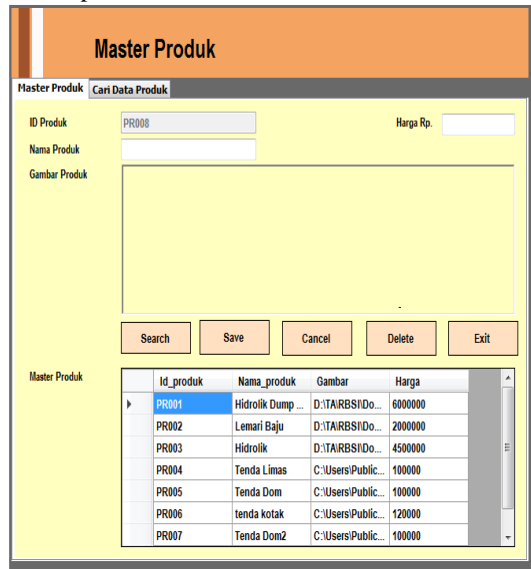 Master Produk
Master Produk Cari Data Produk
ID Produk PR008 Harga Rp.
Nama Produk
Gambar Produk
Search Save Cancel Delete Exit
Master Produk
Id_produk Nama_produk Gambar Harga
PR001 Hidrolik Dump ... D:\TA\RBSI\Do... 6000000
PR002 Lemari Baju D:\TA\RBSI\Do... 2000000
PR003 Hidrolik D:\TA\RBSI\Do... 4500000
PR004 Tenda Limas C:\Users\Public... 100000
PR005 Tenda Dom C:\Users\Public... 100000
PR006 tenda kotak C:\Users\Public... 120000
PR007 Tenda Dom2 C:\Users\Public... 100000